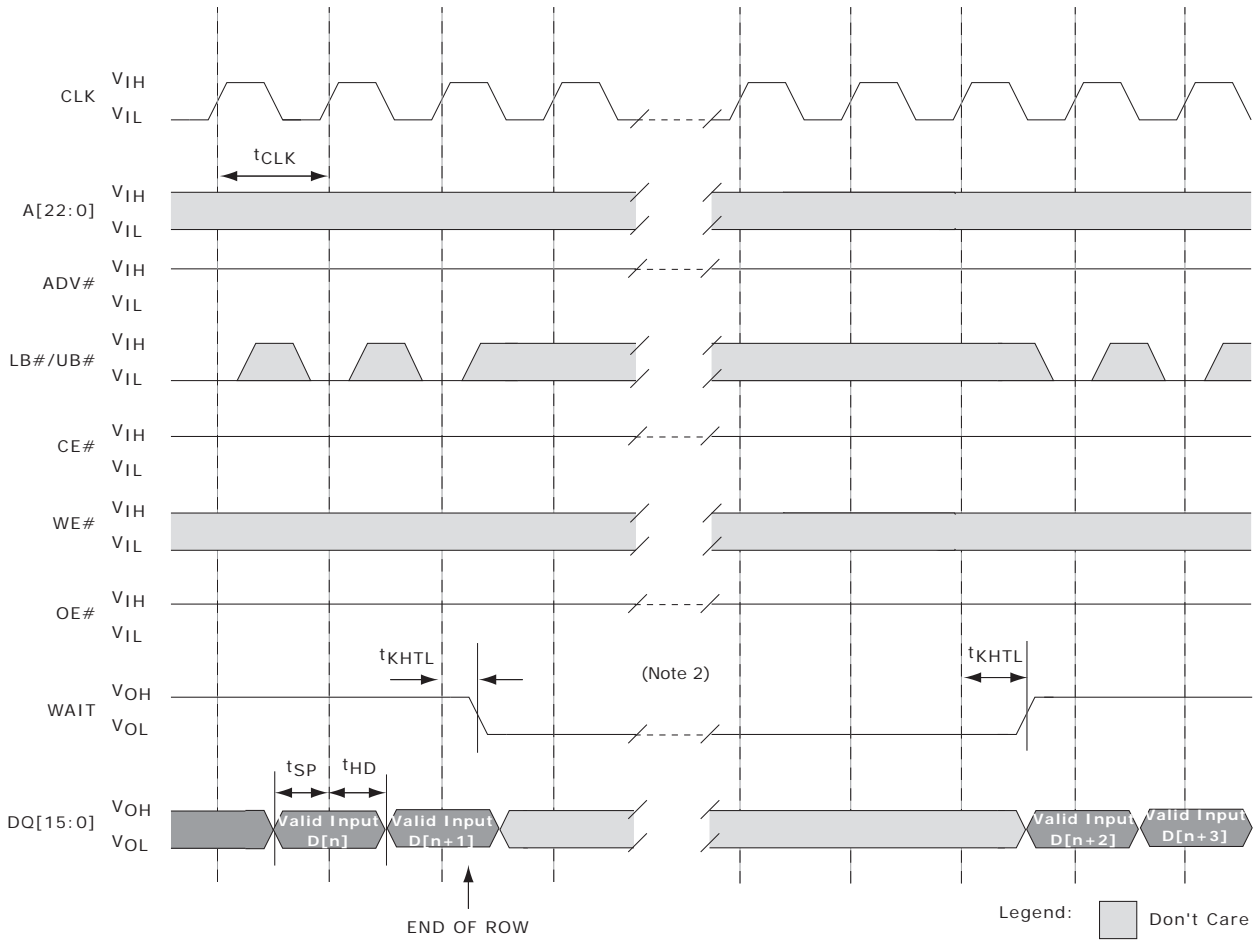 CLK
VIH
VIL
tCLK
A[22:0]
VIH
VIL
ADV#
VIH
VIL
LB#/UB#
VIH
VIL
CE#
VIH
VIL
WE#
VIH
VIL
OE#
VIH
VIL
tKHTL
(Note 2)
tKHTL
WAIT
VOH
VOL
tSP
tHD
DQ[15:0]
VOH
VOL
Valid Input
D[n]
Valid Input
D[n+1]
Valid Input
D[n+2]
Valid Input
D[n+3]
END OF ROW
Legend:
Don't Care